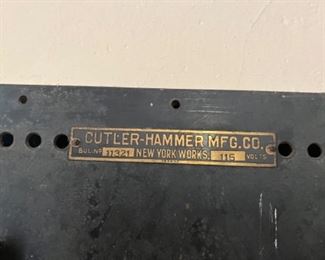 CUTLER-HAMMER MFG.CO.
BUL.NO 11321 NEW YORK WORKS. 115 VOLTS